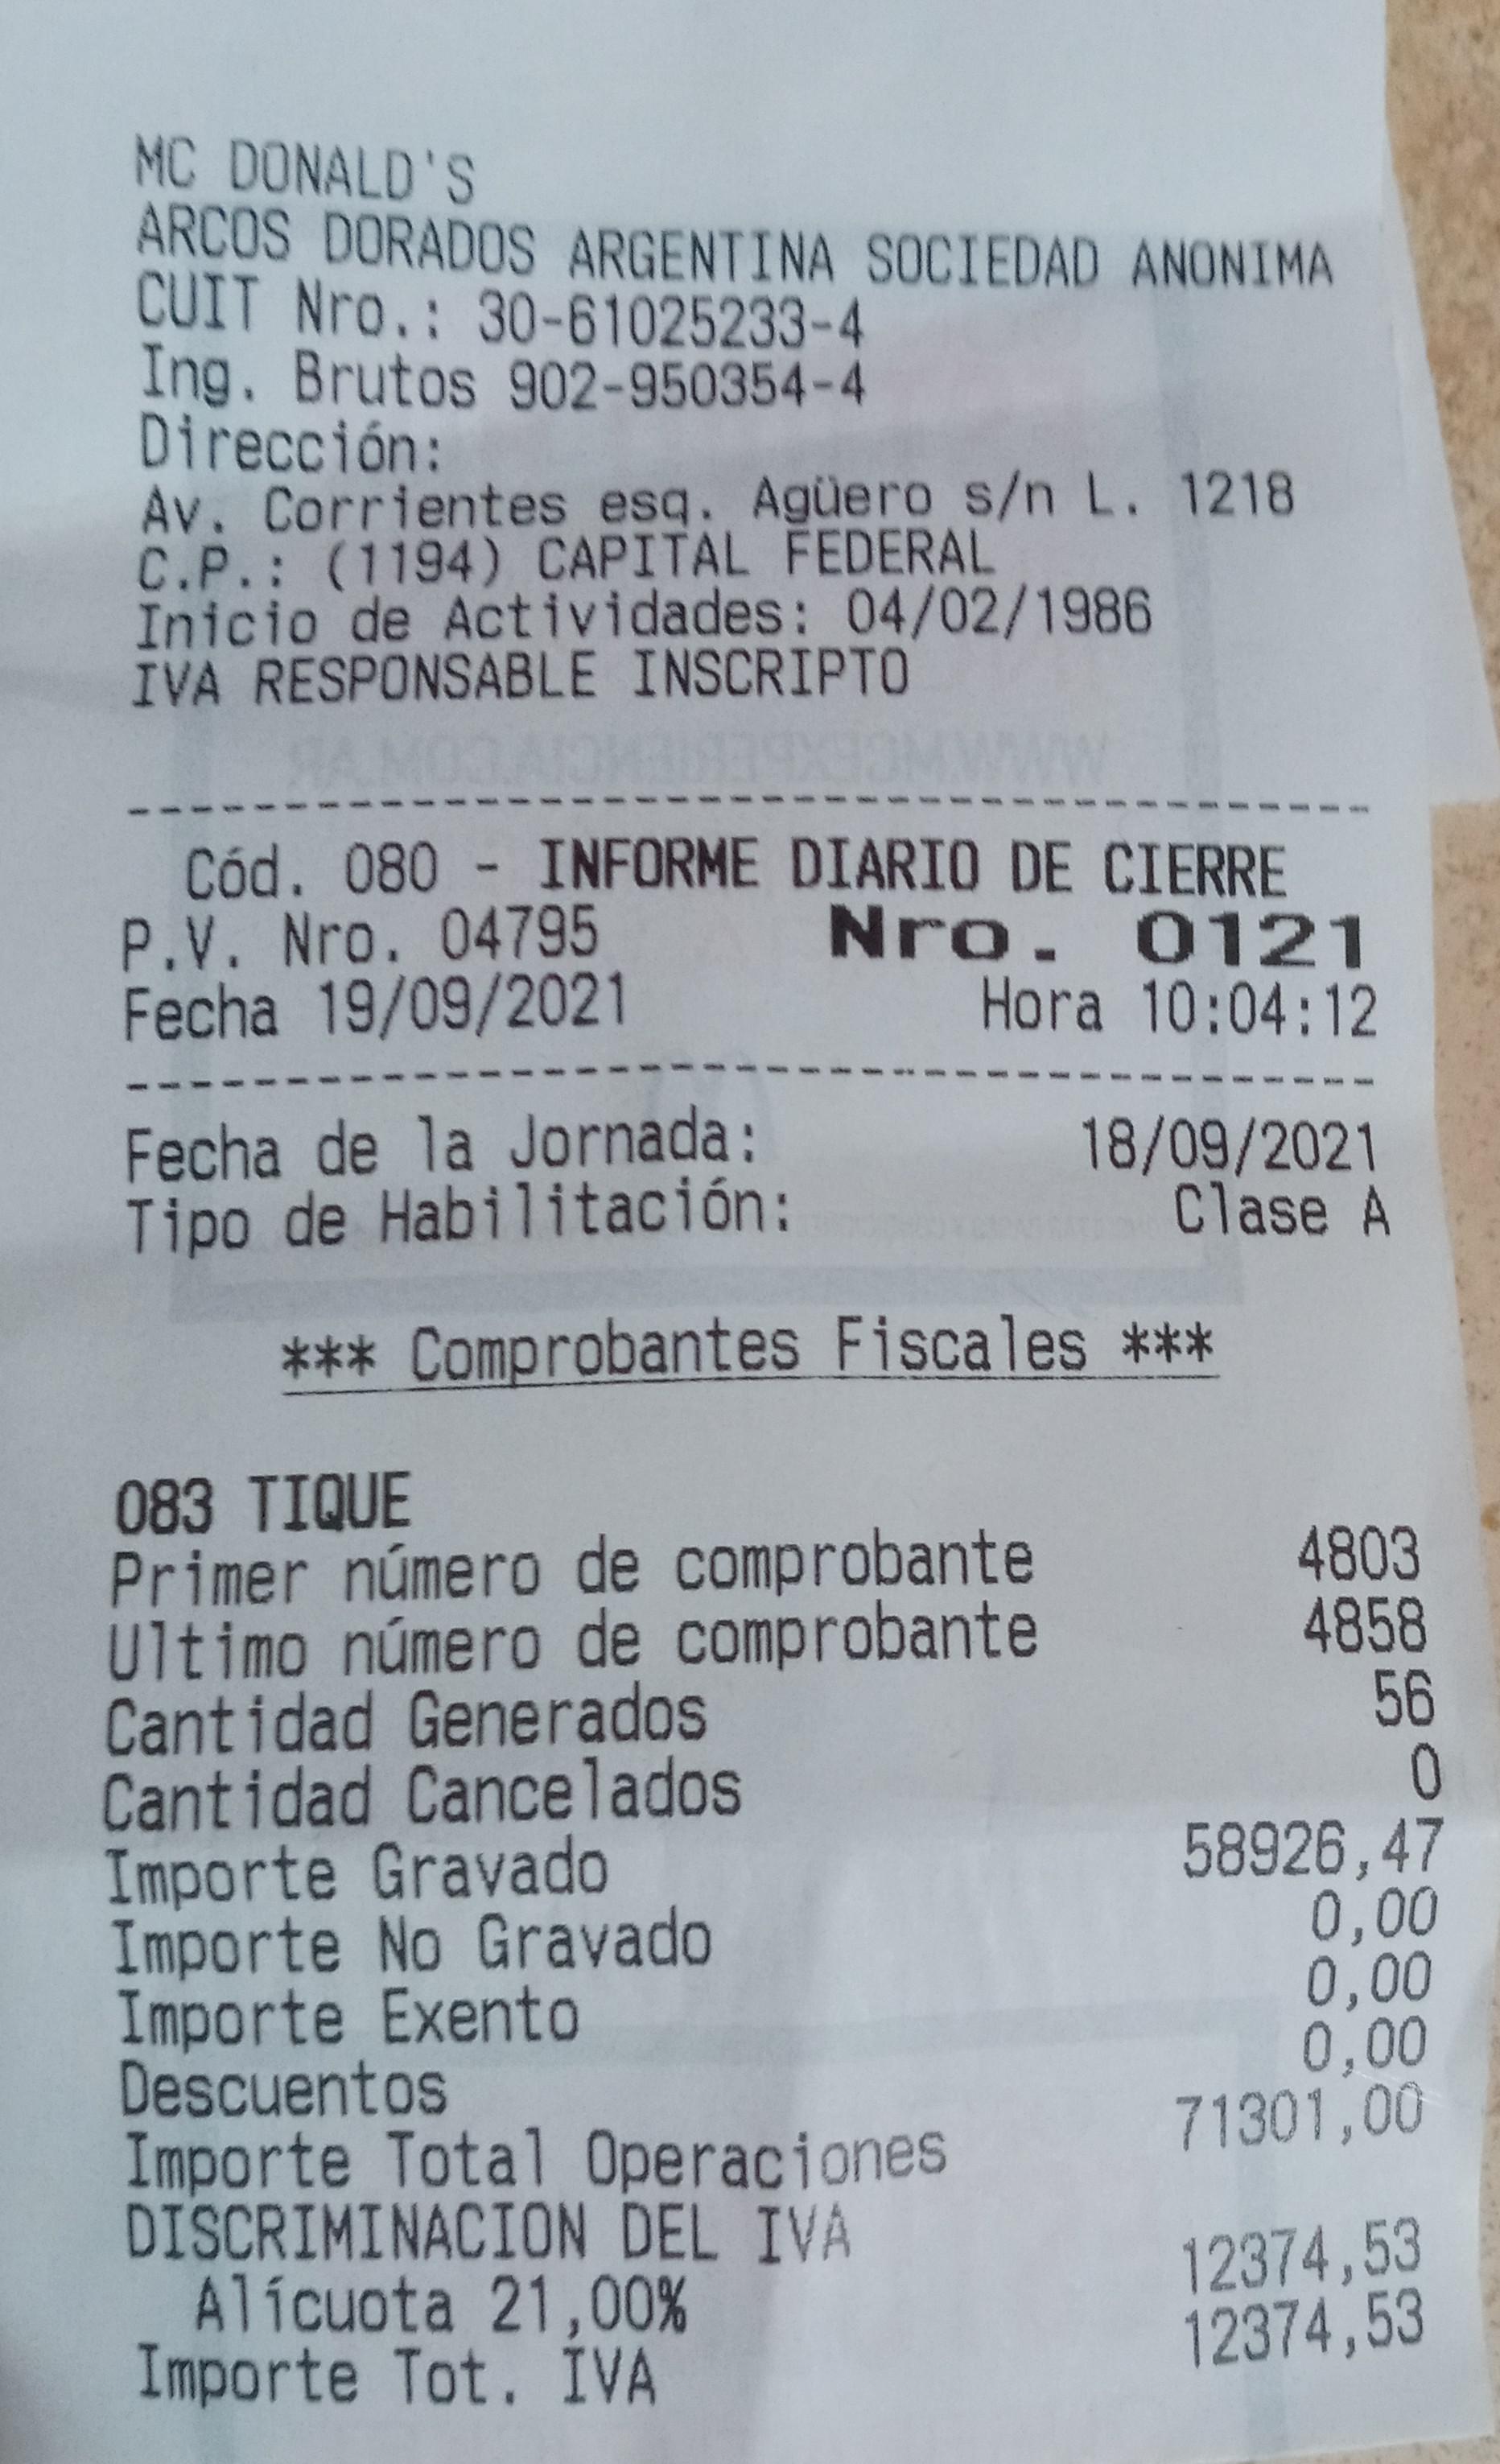 MC DONALD'S
ARCOS DORADOS ARGENTINA SOCIEDAD ANONIMA
CUIT Nro.: 30-61025233-4
Ing. Brutos 902-950354-4
Dirección:
Av. Corrientes esq. Agüero s/n L. 1218
C.P.: (1194) CAPITAL FEDERAL
Inicio de Actividades: 04/02/1986
IVA RESPONSABLE INSCRIPTO
WWW.MCEXPERIENCIA.COM.AR
Cód. 080 - INFORME DIARIO DE CIERRE
P.V. Nro. 04795 Nro. 0121
Fecha 19/09/2021 Hora 10:04:12
Fecha de la Jornada: 18/09/2021
Tipo de Habilitación: Clase A
*** Comprobantes Fiscales ***
083 TIQUE
Primer número de comprobante 4803
Ultimo número de comprobante 4858
Cantidad Generados 56
Cantidad Cancelados 0
Importe Gravado 58926,47
Importe No Gravado 0,00
Importe Exento 0,00
Descuentos 0,00
Importe Total Operaciones 71301,00
DISCRIMINACION DEL IVA
Alícuota 21,00% 12374,53
Importe Tot. IVA 12374,53